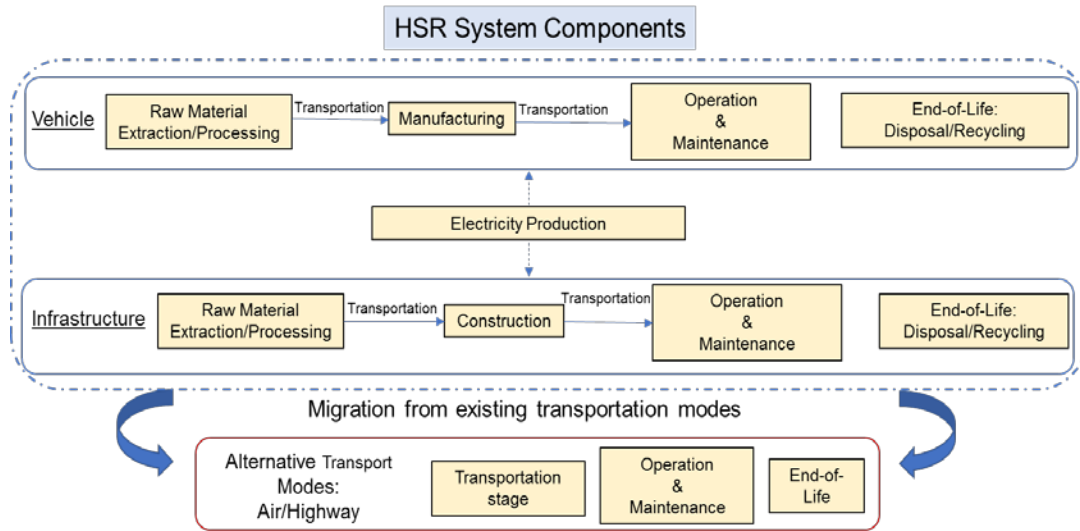 HSR System Components
Vehicle
Raw Material
Extraction/Processing
Transportation
Manufacturing
Transportation
Operation
&
Maintenance
End-of-Life:
Disposal/Recycling
Electricity Production
Infrastructure
Raw Material
Extraction/Processing
Transportation
Construction
Transportation
Operation
&
Maintenance
End-of-Life:
Disposal/Recycling
Migration from existing transportation modes
Alternative Transport
Modes:
Air/Highway
Transportation
stage
Operation
&
Maintenance
End-of-
Life